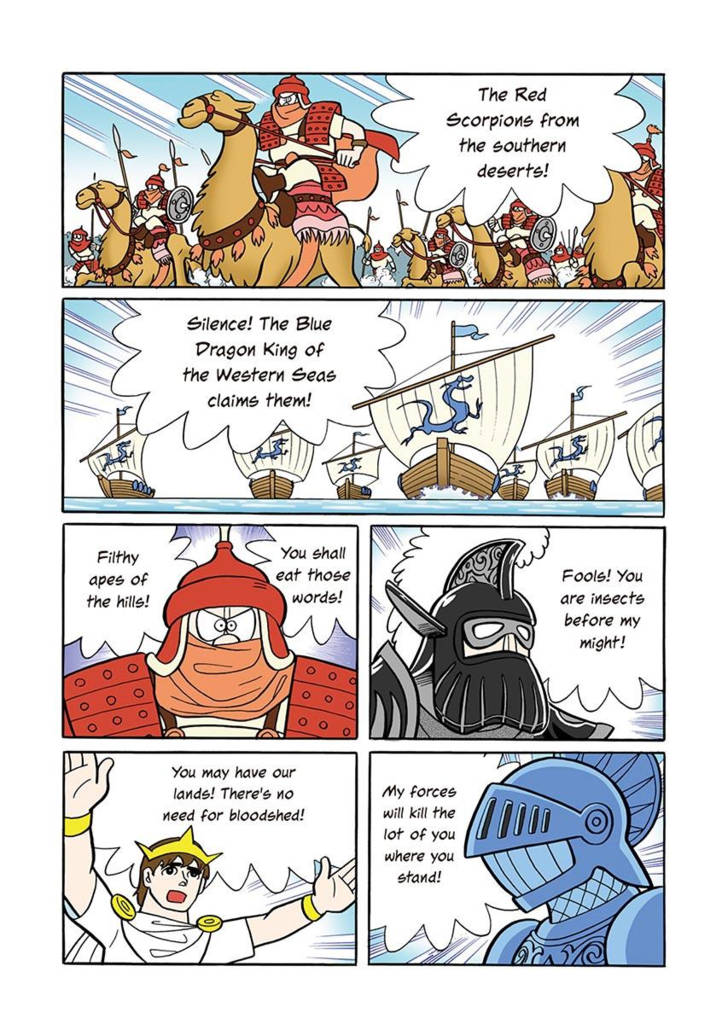 The Red
Scorpions from
the southern
deserts!
Silence! The Blue
Dragon King of
the Western Seas
claims them!
Filthy
apes of
the hills!
You shall
eat those
words!
Fools! You
are insects
before my
might!
You may have our
lands! There's no
need for bloodshed!
My forces
will kill the
lot of you
where you
stand!